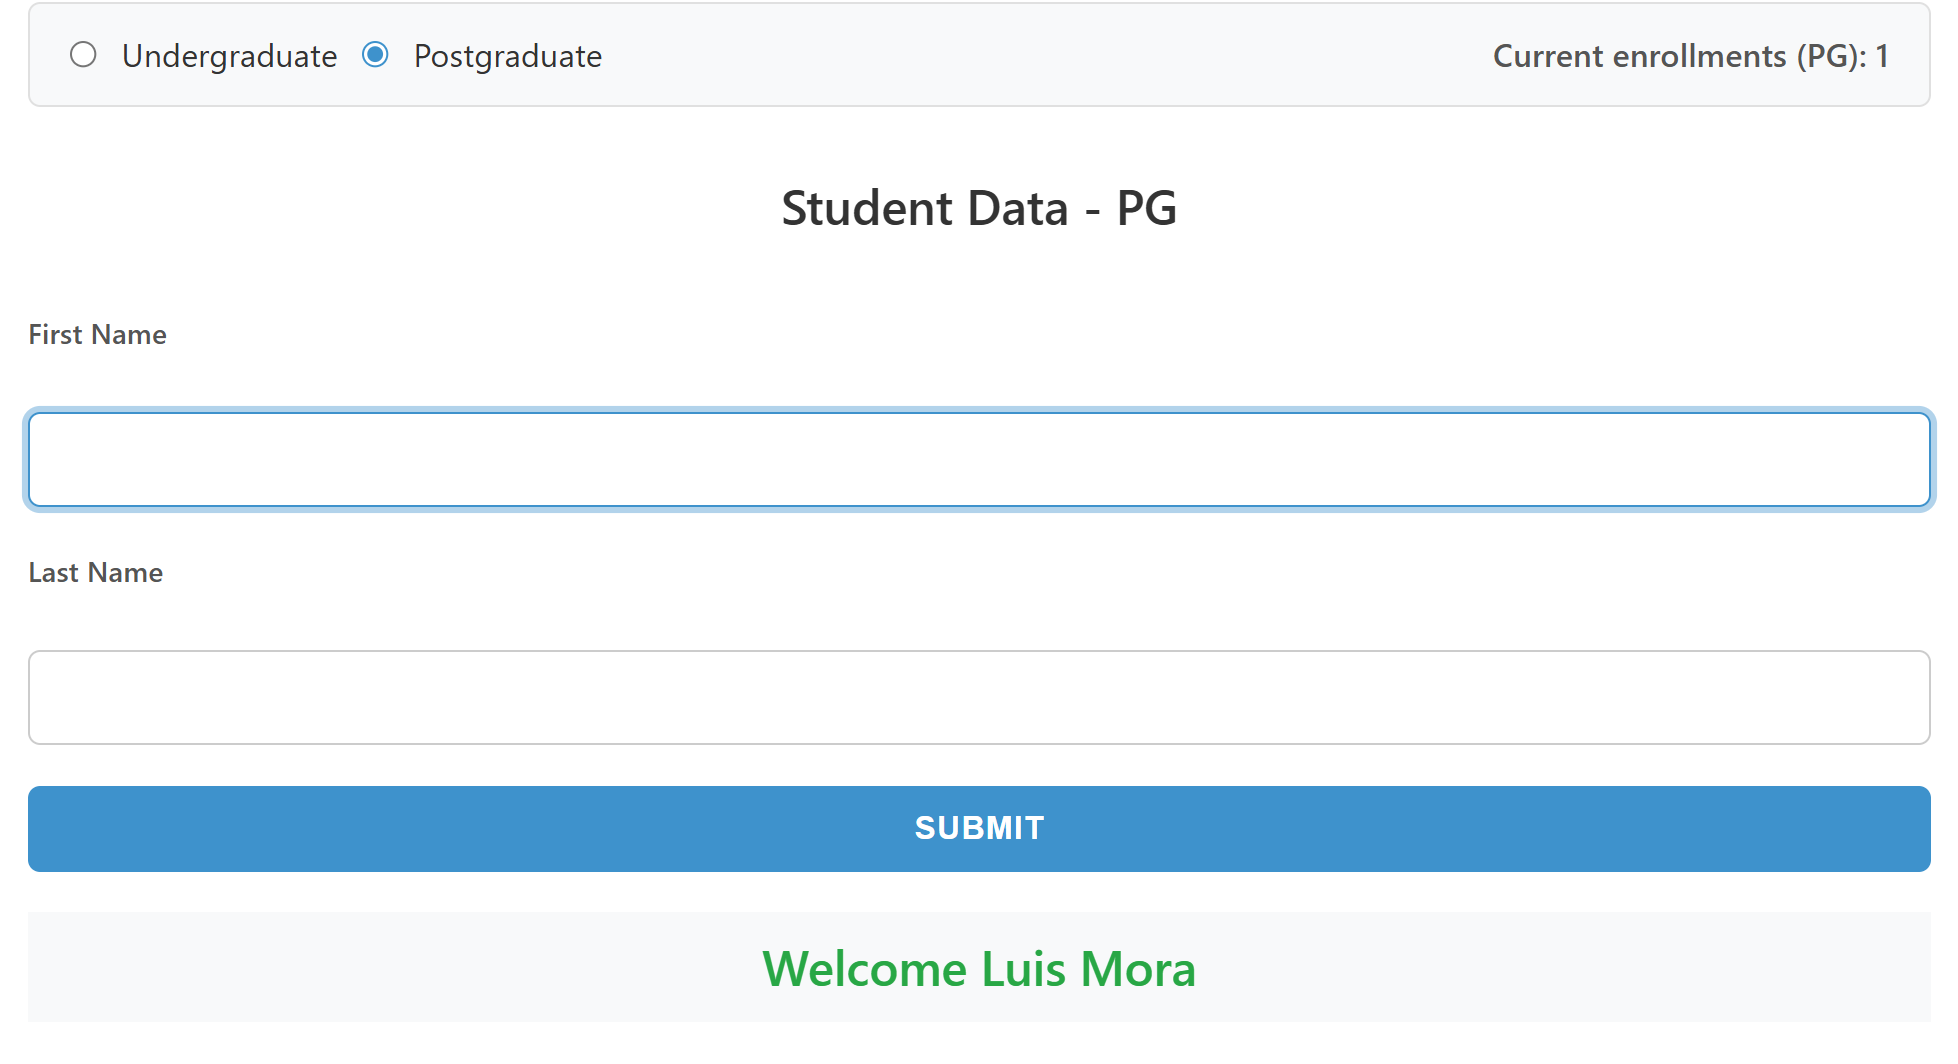 Undergraduate Postgraduate Current enrollments (PG): 1
Student Data - PG
First Name
Last Name
SUBMIT
Welcome Luis Mora